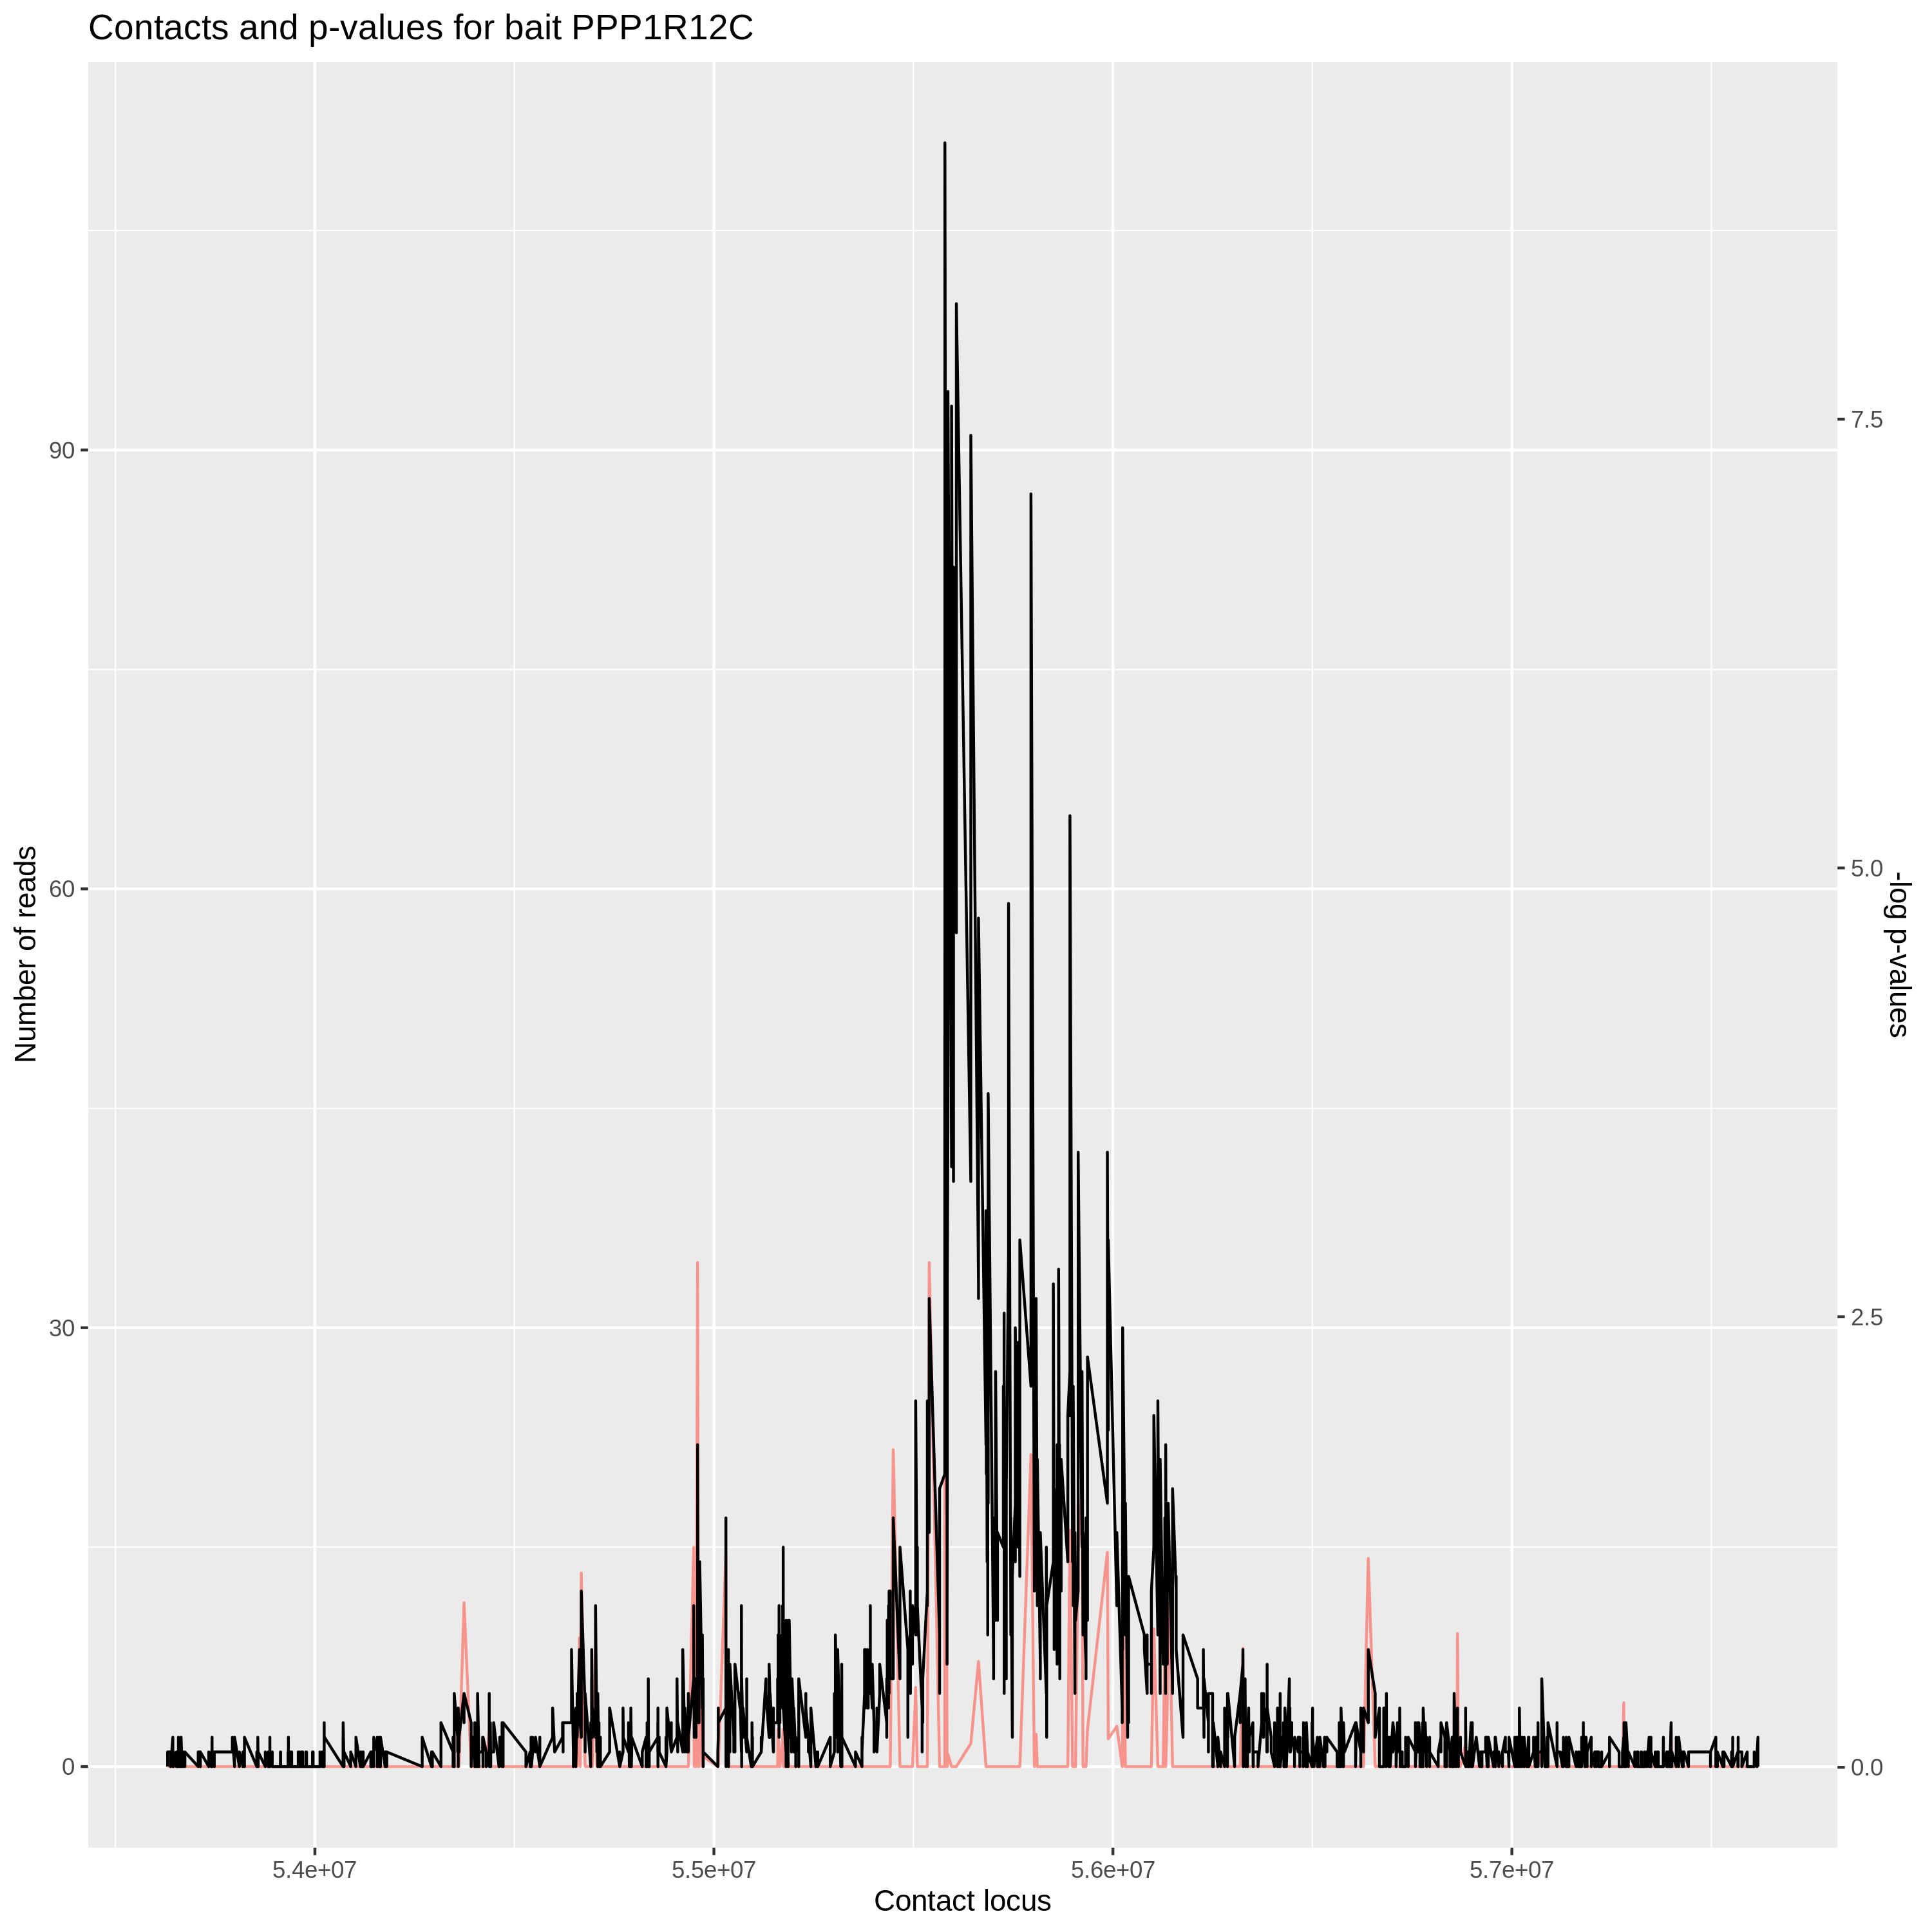 Contacts and p-values for bait PPP1R12C
Number of reads
90
60
30
0
7.5
5.0
2.5
0.0
-log p-values
5.4e+07
5.5e+07
5.6e+07
5.7e+07
Contact locus